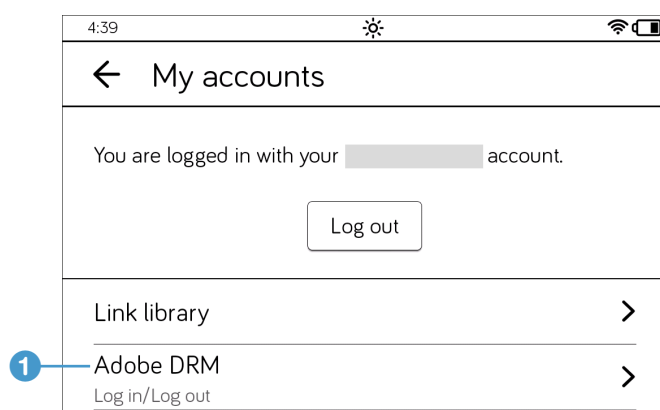 4:39
My accounts
You are logged in with your account.
Log out
Link library
1 Adobe DRM
Log in/Log out